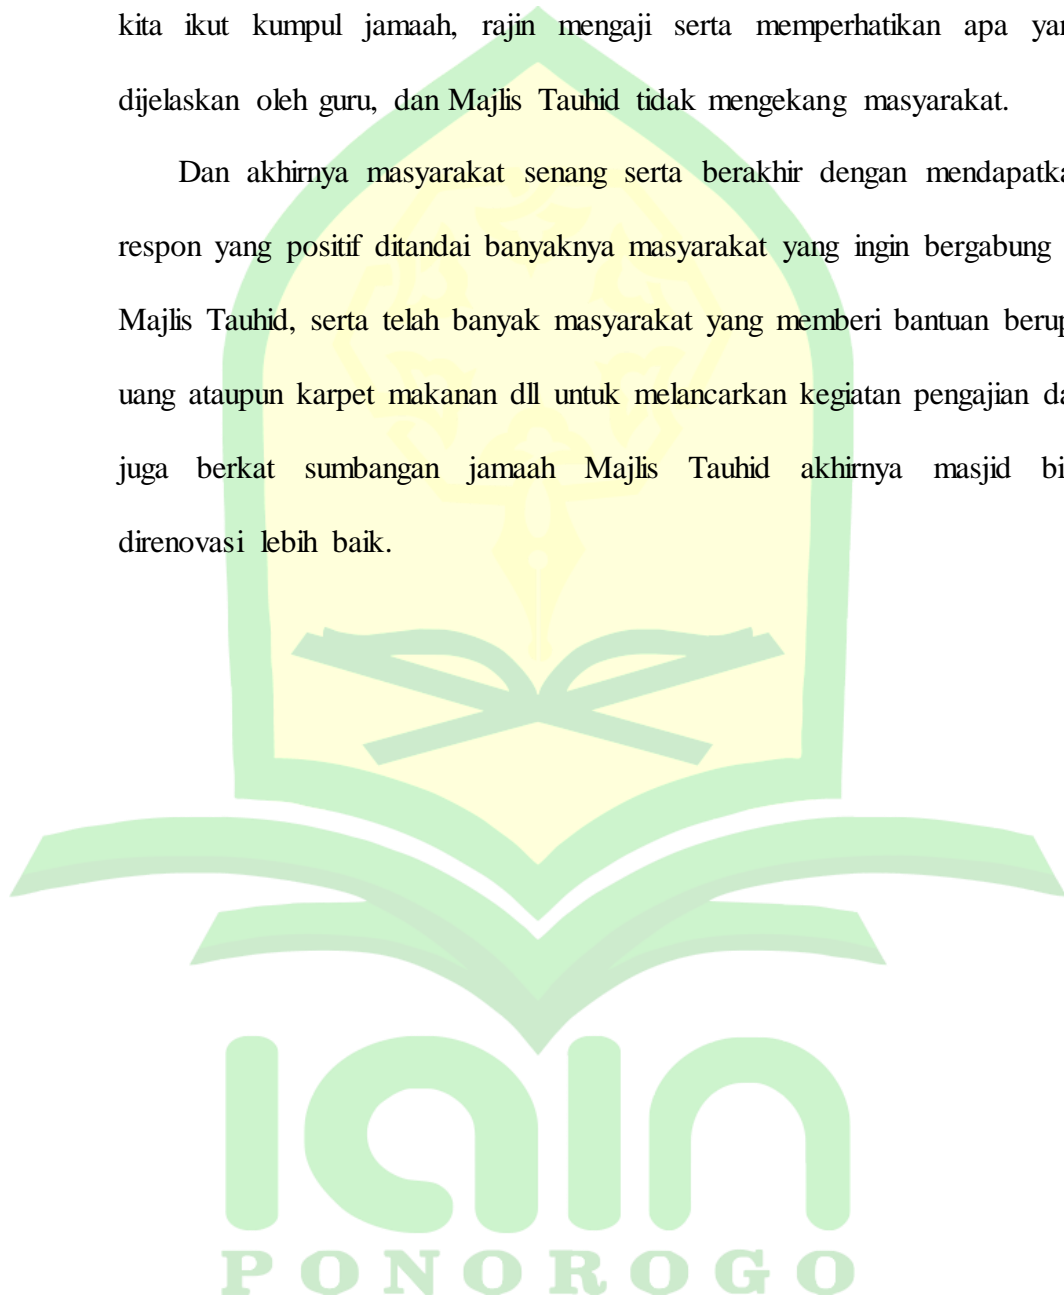 kita ikut kumpul jamaah, rajin mengaji serta memperhatikan apa
dijelaskan oleh guru, dan Majlis Tauhid tidak mengekang masyarakat.
Dan akhirnya masyarakat senang serta berakhir dengan
respon yang positif ditandai banyaknya masyarakat yang ingin bergabung
Majlis Tauhid, serta telah banyak masyarakat yang memberi bantuan
uang ataupun karpet makanan dll untuk melancarkan kegiatan pengajian
juga berkat sumbangan jamaah Majlis Tauhid akhirnya masjid
direnovasi lebih baik.
iain
PONOROGO